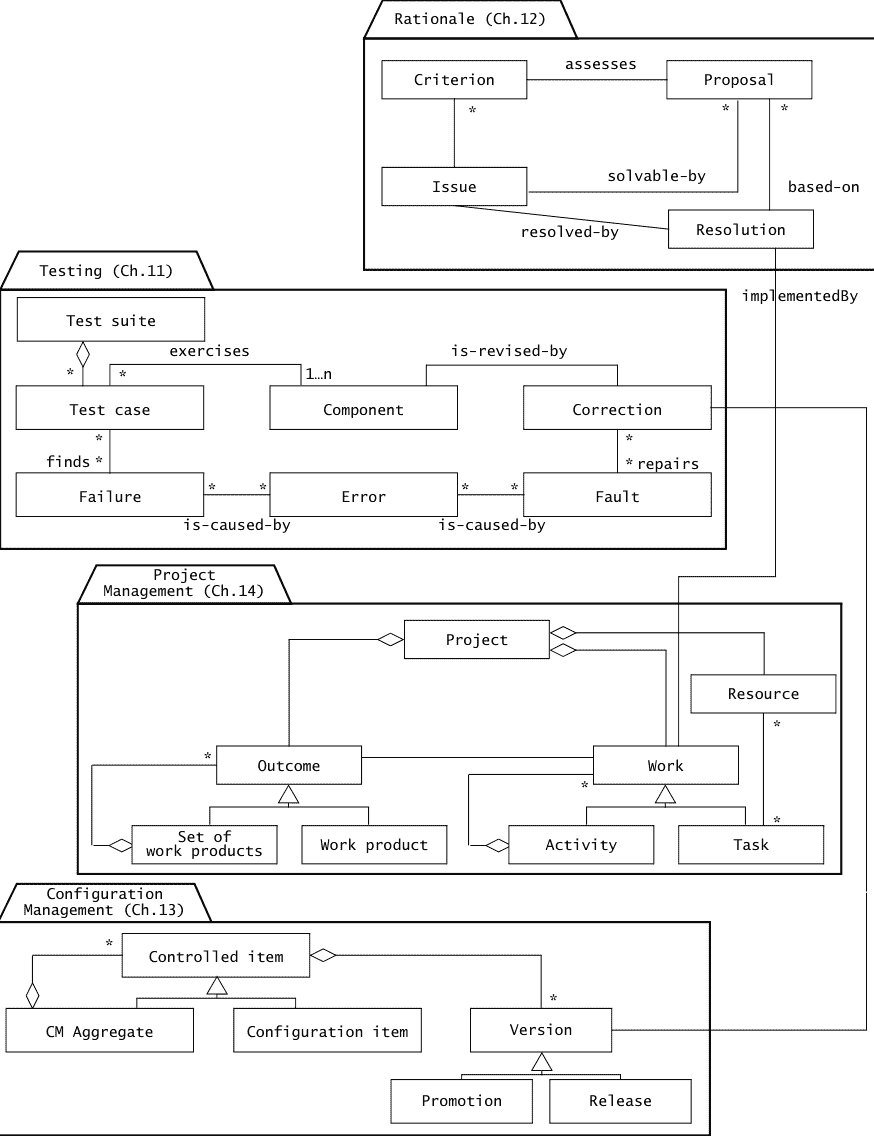 Rationale (Ch.12)
assesses
Criterion
Proposal
*
* *
solvable-by
Issue
based-on
resolved-by
Resolution
Testing (Ch.11)
implementedBy
Test suite
exercises
is-revised-by
* *
1…n
Test case
Component
Correction
* *
finds * * repairs
Failure
* *
Error
* *
Fault
is-caused-by
is-caused-by
Project
Management (Ch.14)
Project
Resource
*
*
Outcome
Work
*
*
Set of
work products
Work product
Activity
Task
Configuration
Management (Ch.13)
*
Controlled item
*
CM Aggregate
Configuration item
Version
Promotion
Release